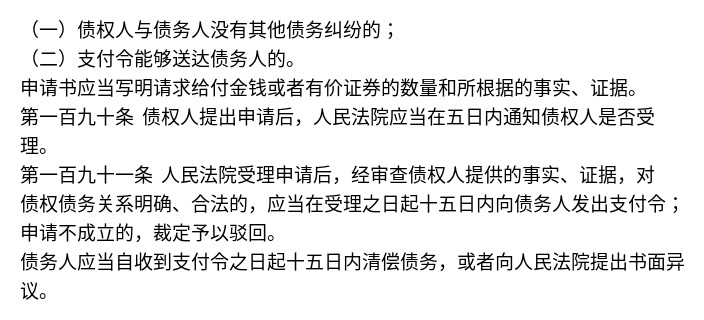 （一）债权人与债务人没有其他债务纠纷的；
（二）支付令能够送达债务人的。
申请书应当写明请求给付金钱或者有价证券的数量和所根据的事实、证据。
第一百九十条 债权人提出申请后，人民法院应当在五日内通知债权人是否受
理。
第一百九十一条 人民法院受理申请后，经审查债权人提供的事实、证据，对
债权债务关系明确、合法的，应当在受理之日起十五日内向债务人发出支付令；
申请不成立的，裁定予以驳回。
债务人应当自收到支付令之日起十五日内清偿债务，或者向人民法院提出书面异
议。